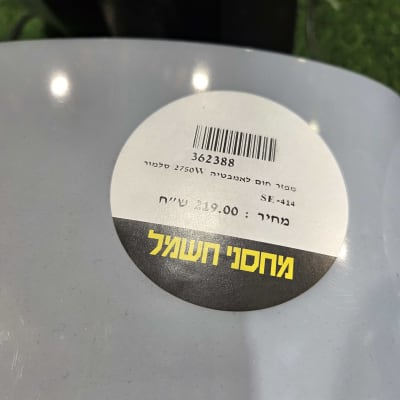 362388
מפזר חום לאמבטיה 2750W סלמור
SE-414
מחיר : 219.00 ש״ח
מחסני חשמל